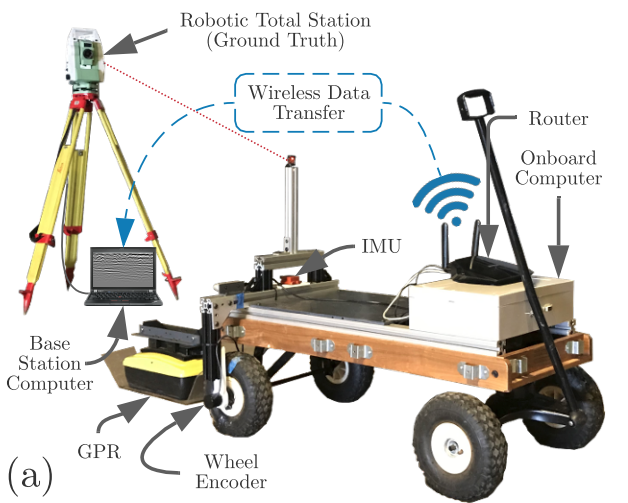 Robotic Total Station
(Ground Truth)
Wireless Data
Transfer
Router
Onboard
Computer
IMU
Base
Station
Computer
GPR
Wheel
Encoder
(a)